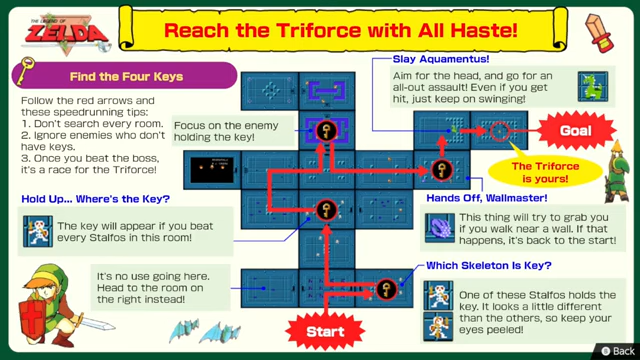 THE LEGEND OF
ZELDA
Reach the Triforce with All Haste!
Find the Four Keys
Follow the red arrows and
these speedrunning tips:
1. Don't search every room.
2. Ignore enemies who don't
have keys.
3. Once you beat the boss,
it's a race for the Triforce!
Slay Aquamentus!
Aim for the head, and go for an
all-out assault! Even if you get
hit, just keep on swinging!
Focus on the enemy
holding the key!
Goal
The Triforce
is yours!
Hold Up... Where's the Key?
The key will appear if you beat
every Stalfos in this room!
Hands Off, Wallmaster!
This thing will try to grab you
if you walk near a wall. If that
happens, it's back to the start!
It's no use going here.
Head to the room on
the right instead!
Which Skeleton Is Key?
One of these Stalfos holds the
key. It looks a little different
than the others, so keep your
eyes peeled!
Start
Back